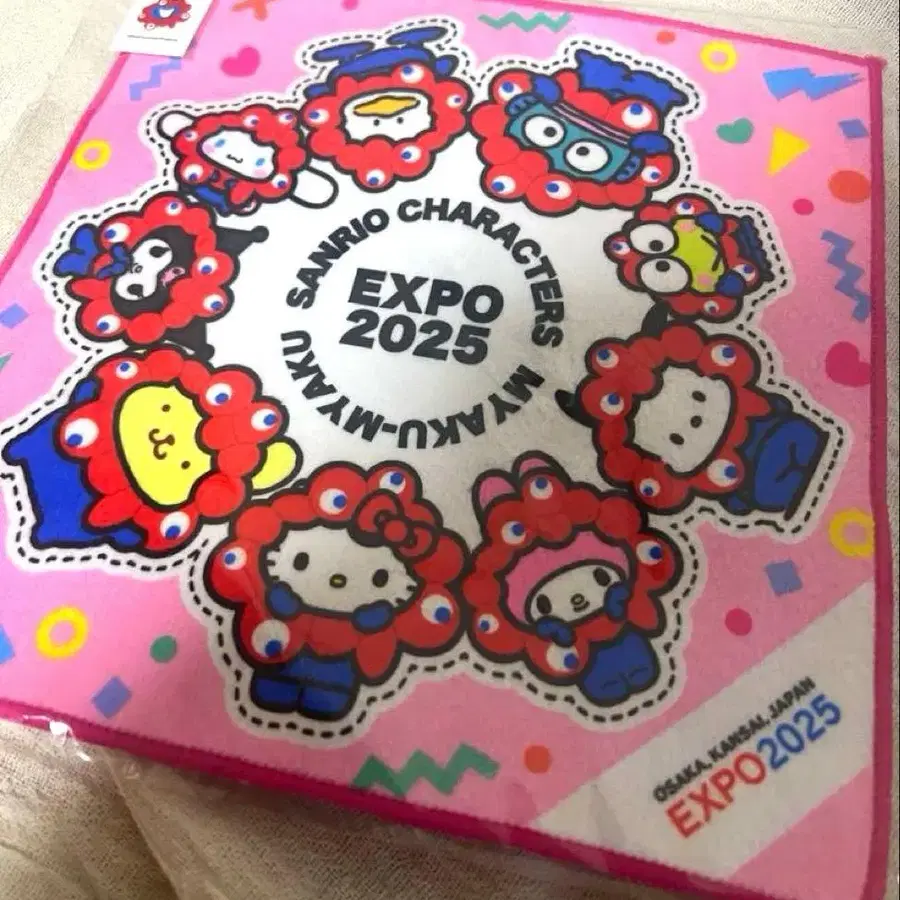 SANRIO CHARACTERS
MYAKU-MYAKU
EXPO
2025
OSAKA, KANSAI, JAPAN
EXPO2025